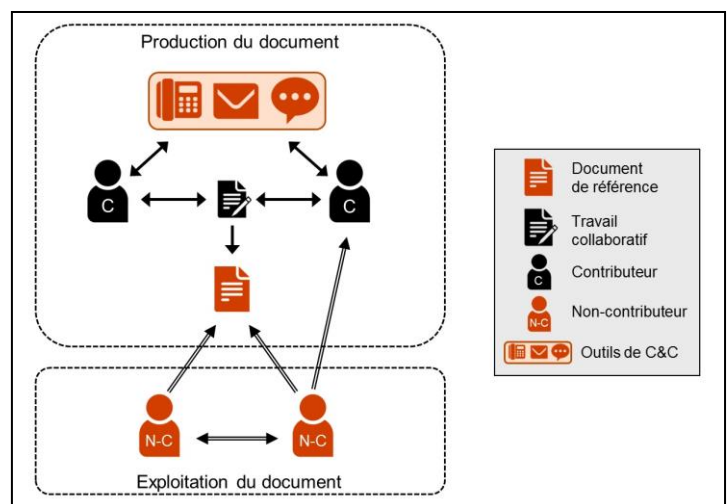 Production du document
C
C
N-C
N-C
Exploitation du document
Document
de référence
Travail
collaboratif
C
Contributeur
N-C
Non-contributeur
Outils de C&C